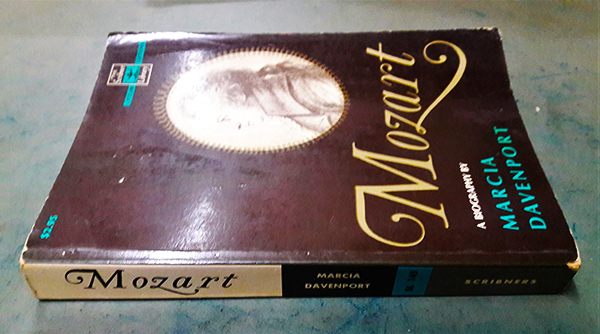 Mozart
A BIOGRAPHY BY
MARCIA
DAVENPORT
$2.95
Mozart
MARCIA
DAVENPORT
SCRIBNERS